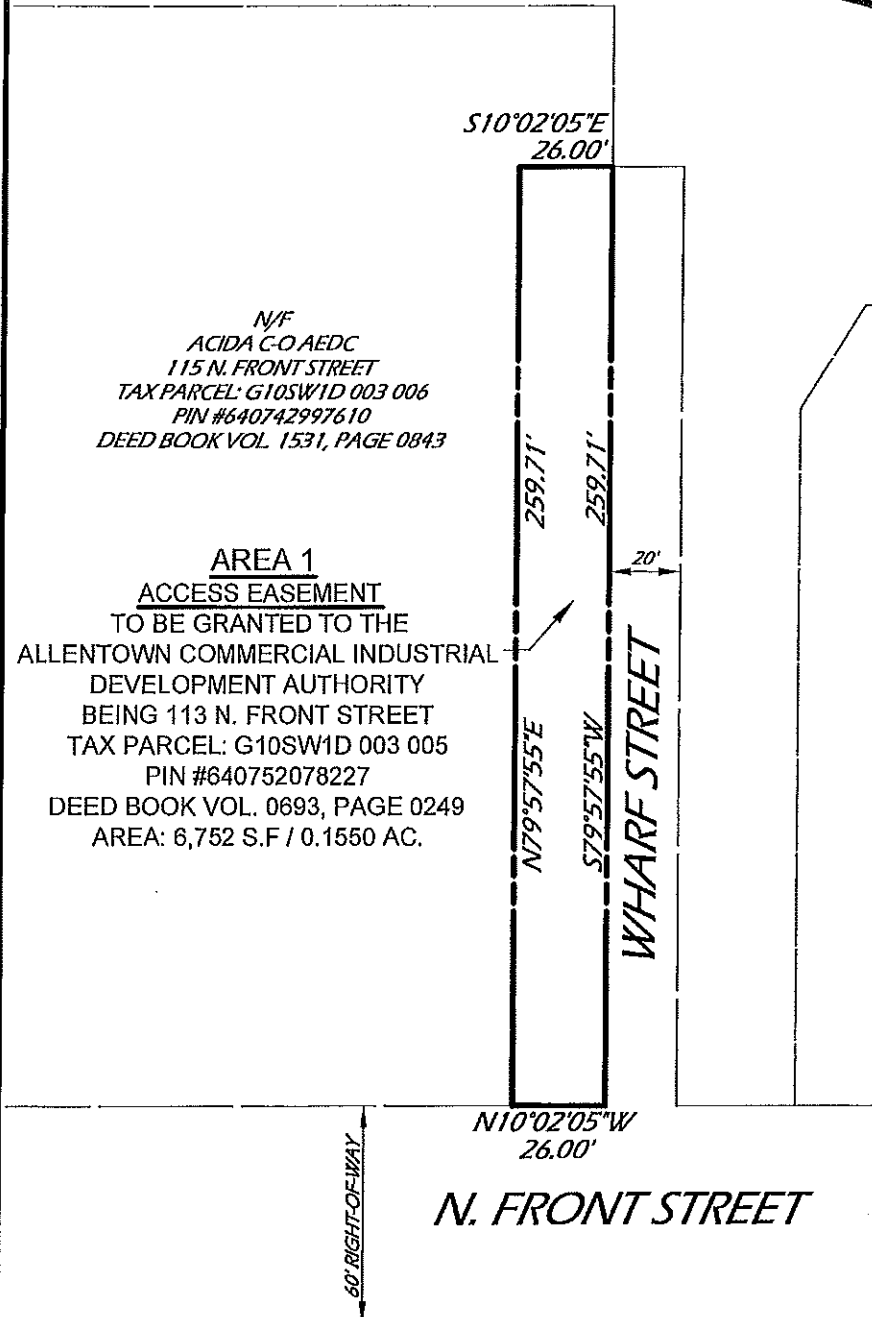 S10°02'05"E
26.00'
N/F
ACIDA C-O AEDC
115 N. FRONT STREET
TAX PARCEL: G10SW1D 003 006
PIN #640742997610
DEED BOOK VOL. 1531, PAGE 0843
259.71'
259.71'
20'
AREA 1
ACCESS EASEMENT
TO BE GRANTED TO THE
ALLENTOWN COMMERCIAL INDUSTRIAL
DEVELOPMENT AUTHORITY
BEING 113 N. FRONT STREET
TAX PARCEL: G10SW1D 003 005
PIN #640752078227
DEED BOOK VOL. 0693, PAGE 0249
AREA: 6,752 S.F / 0.1550 AC.
N79°57'55"E
S79°57'55"W
WHARF STREET
N10°02'05"W
26.00'
N. FRONT STREET
60' RIGHT-OF-WAY